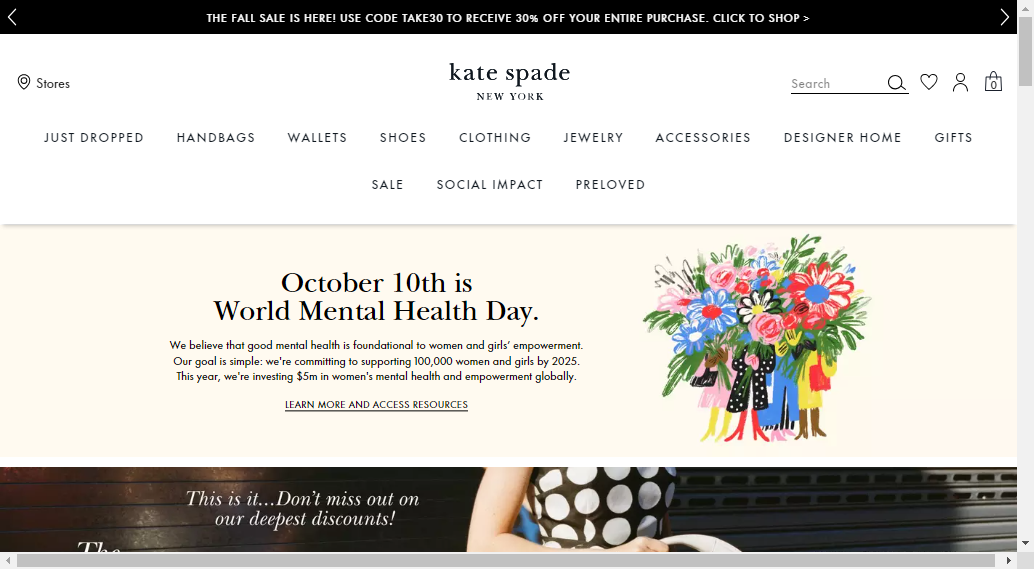 THE FALL SALE IS HERE! USE CODE TAKE30 TO RECEIVE 30% OFF YOUR ENTIRE PURCHASE. CLICK TO SHOP >
Stores
kate spade
NEW YORK
Search
0
JUST DROPPED HANDBAGS WALLETS SHOES CLOTHING JEWELRY ACCESSORIES DESIGNER HOME GIFTS
SALE SOCIAL IMPACT PRELOVED
October 10th is
World Mental Health Day.
We believe that good mental health is foundational to women and girls' empowerment.
Our goal is simple: we're committing to supporting 100,000 women and girls by 2025.
This year, we're investing $5m in women's mental health and empowerment globally.
LEARN MORE AND ACCESS RESOURCES
This is it...Don't miss out on
our deepest discounts!
The